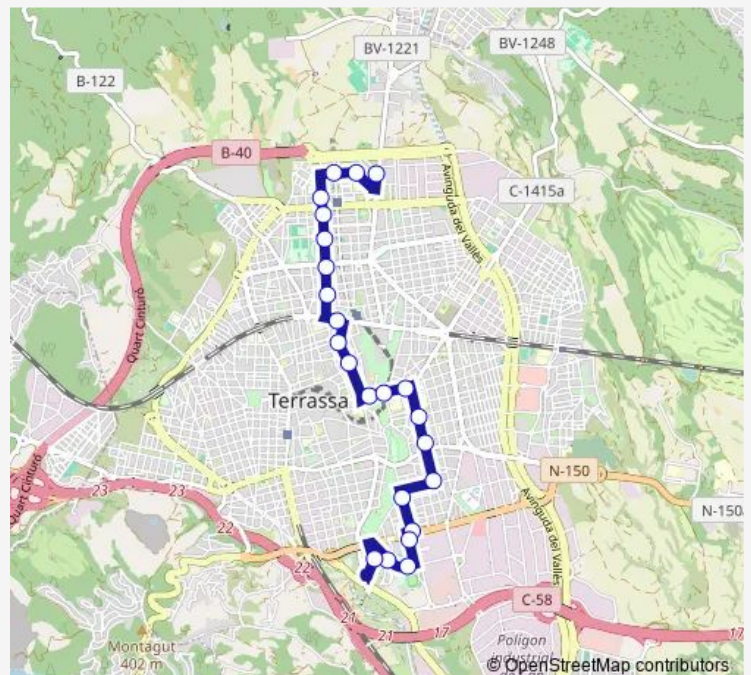 BV-1221
BV-1248
B-122
B-40
Avinguda del Vallès
C-1415a
Quart Cinturó
Terrassa
Quart Cinturó
23
23
22
N-150
N-150
Avinguda del Vallès
22
C-58
21
21
17
17
Montagut
402 m
Polígon
industrial
© OpenStreetMap contributors